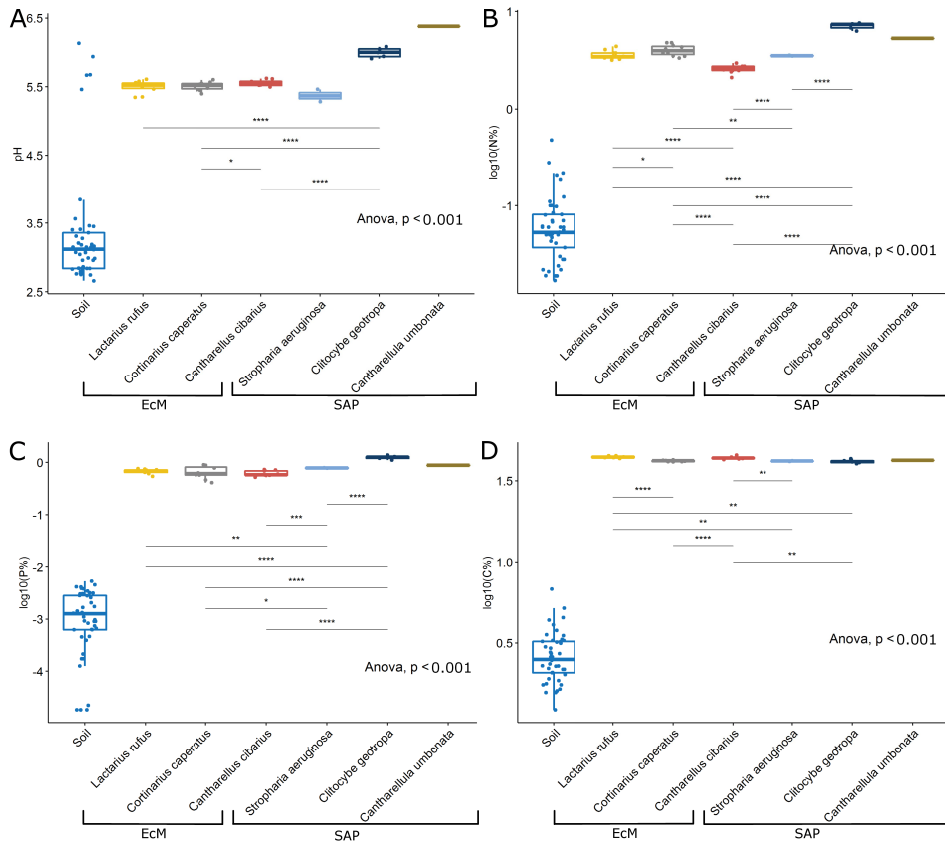 A
6.5
5.5
4.5
3.5
2.5
pH
****
****
*
****
Anova, p < 0.001
Soil
Lactarius rufus
Cortinarius caperatus
Cantharellus cibarius
Stropharia aeruginosa
Clitocybe geotropa
Cantharellula umbonata
EcM
SAP
B
1
0
-1
log10(N%)
****
****
**
****
*
****
****
****
****
Anova, p < 0.001
Soil
Lactarius rufus
Cortinarius caperatus
Cantharellus cibarius
Stropharia aeruginosa
Clitocybe geotropa
Cantharellula umbonata
EcM
SAP
C
0
-1
-2
-3
-4
log10(P%)
****
***
**
****
****
*
****
Anova, p < 0.001
Soil
Lactarius rufus
Cortinarius caperatus
Cantharellus cibarius
Stropharia aeruginosa
Clitocybe geotropa
Cantharellula umbonata
EcM
SAP
D
1.5
1.0
0.5
log10(C%)
**
****
**
**
****
**
Anova, p < 0.001
Soil
Lactarius rufus
Cortinarius caperatus
Cantharellus cibarius
Stropharia aeruginosa
Clitocybe geotropa
Cantharellula umbonata
EcM
SAP